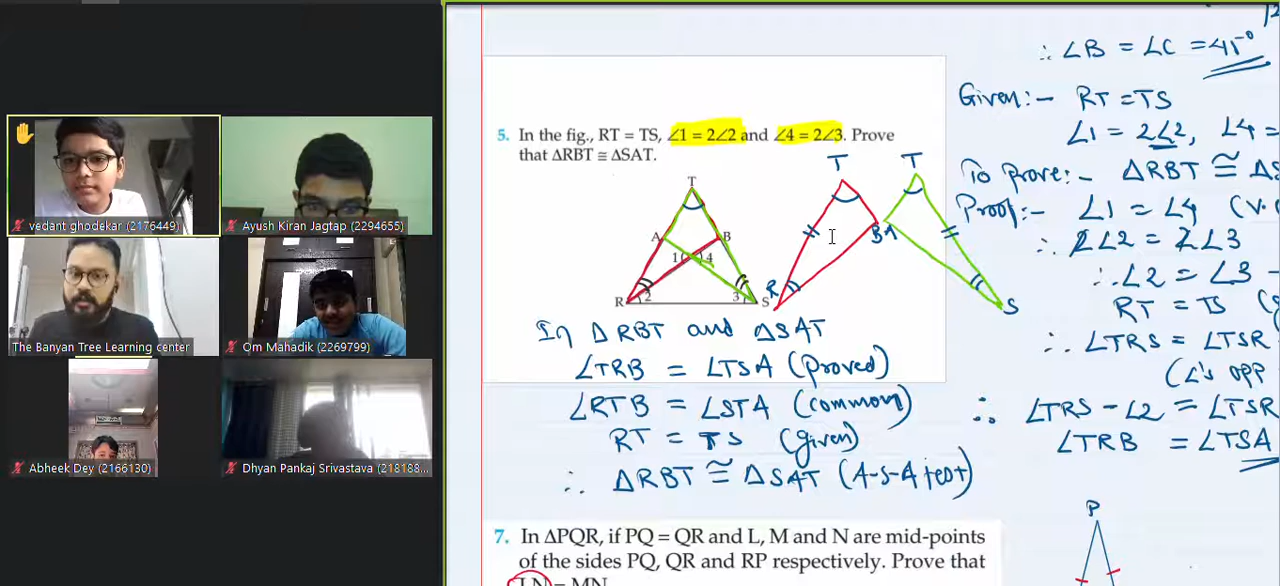 vedant ghodekar (2176449)
Ayush Kiran Jagtap (2294655)
The Banyan Tree Learning center
Om Mahadik (2269799)
Abheek Dey (2166130)
Dhyan Pankaj Srivastava (218188...
∴ ∠B = ∠C = 45°
5. In the fig., RT = TS, ∠1 = 2∠2 and ∠4 = 2∠3. Prove
that ΔRBT ≅ ΔSAT.
T
A
B
1
4
R
2
3
S
T
T
B
A
R
S
In Δ RBT and ΔSAT
∠TRB = ∠TSA (proved)
∠RTB = ∠STA (common)
RT = TS (given)
∴ ΔRBT ≅ ΔSAT (A-S-A test)
Given:- RT = TS
∠1 = 2∠2, ∠4 =
To prove:- ΔRBT ≅ ΔS
Proof:- ∠1 = ∠4 (V.
∴ 2∠2 = 2∠3
∴ ∠2 = ∠3 -
RT = TS (
∴ ∠TRS = ∠TSR
(∠'s opp
∴ ∠TRS - ∠2 = ∠TSR
∠TRB = ∠TSA
P
7. In ΔPQR, if PQ = QR and L, M and N are mid-points
of the sides PQ, QR and RP respectively. Prove that
LN = MN